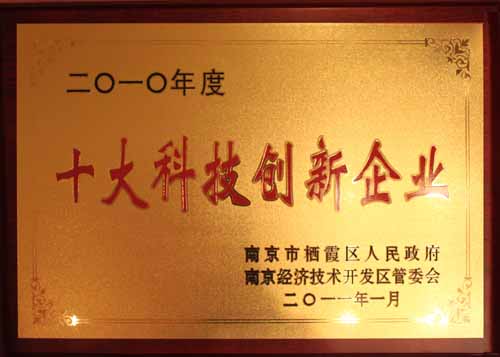 二〇一〇年度
十大科技创新企业
南京市栖霞区人民政府
南京经济技术开发区管委会
二〇一一年一月